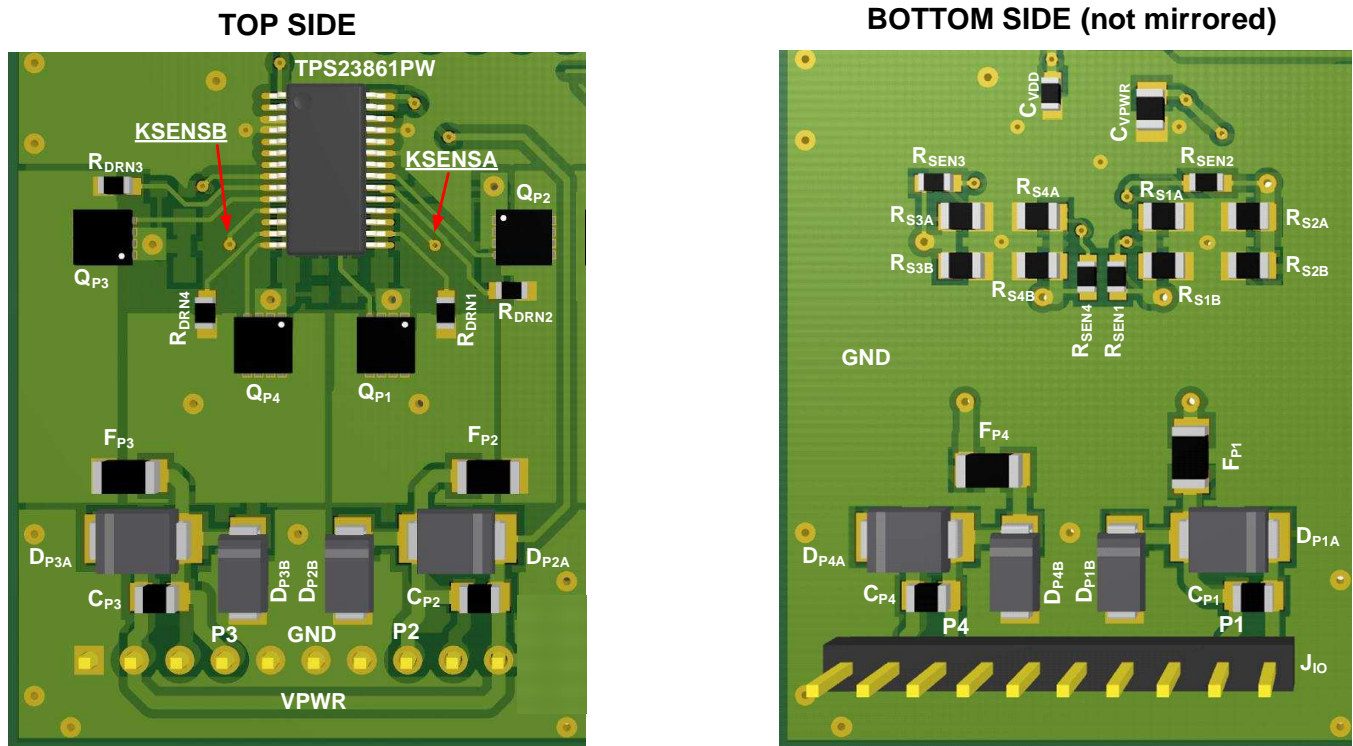 TOP SIDE
BOTTOM SIDE (not mirrored)
TPS23861PW
KSENSB
KSENSA
RDRN3
QP2
QP3
RDRN4
RDRN1
RDRN2
QP4
QP1
FP3
FP2
DP3A
DP3B
DP2B
DP2A
CP3
CP2
P3
GND
P2
VPWR
CVDD
CVPWR
RSEN3
RSEN2
RS4A
RS1A
RS3A
RS2A
RS3B
RS2B
RS4B
RS1B
RSEN4
RSEN1
GND
FP4
FP1
DP4A
DP4B
DP1B
DP1A
CP4
CP1
P4
P1
JIO